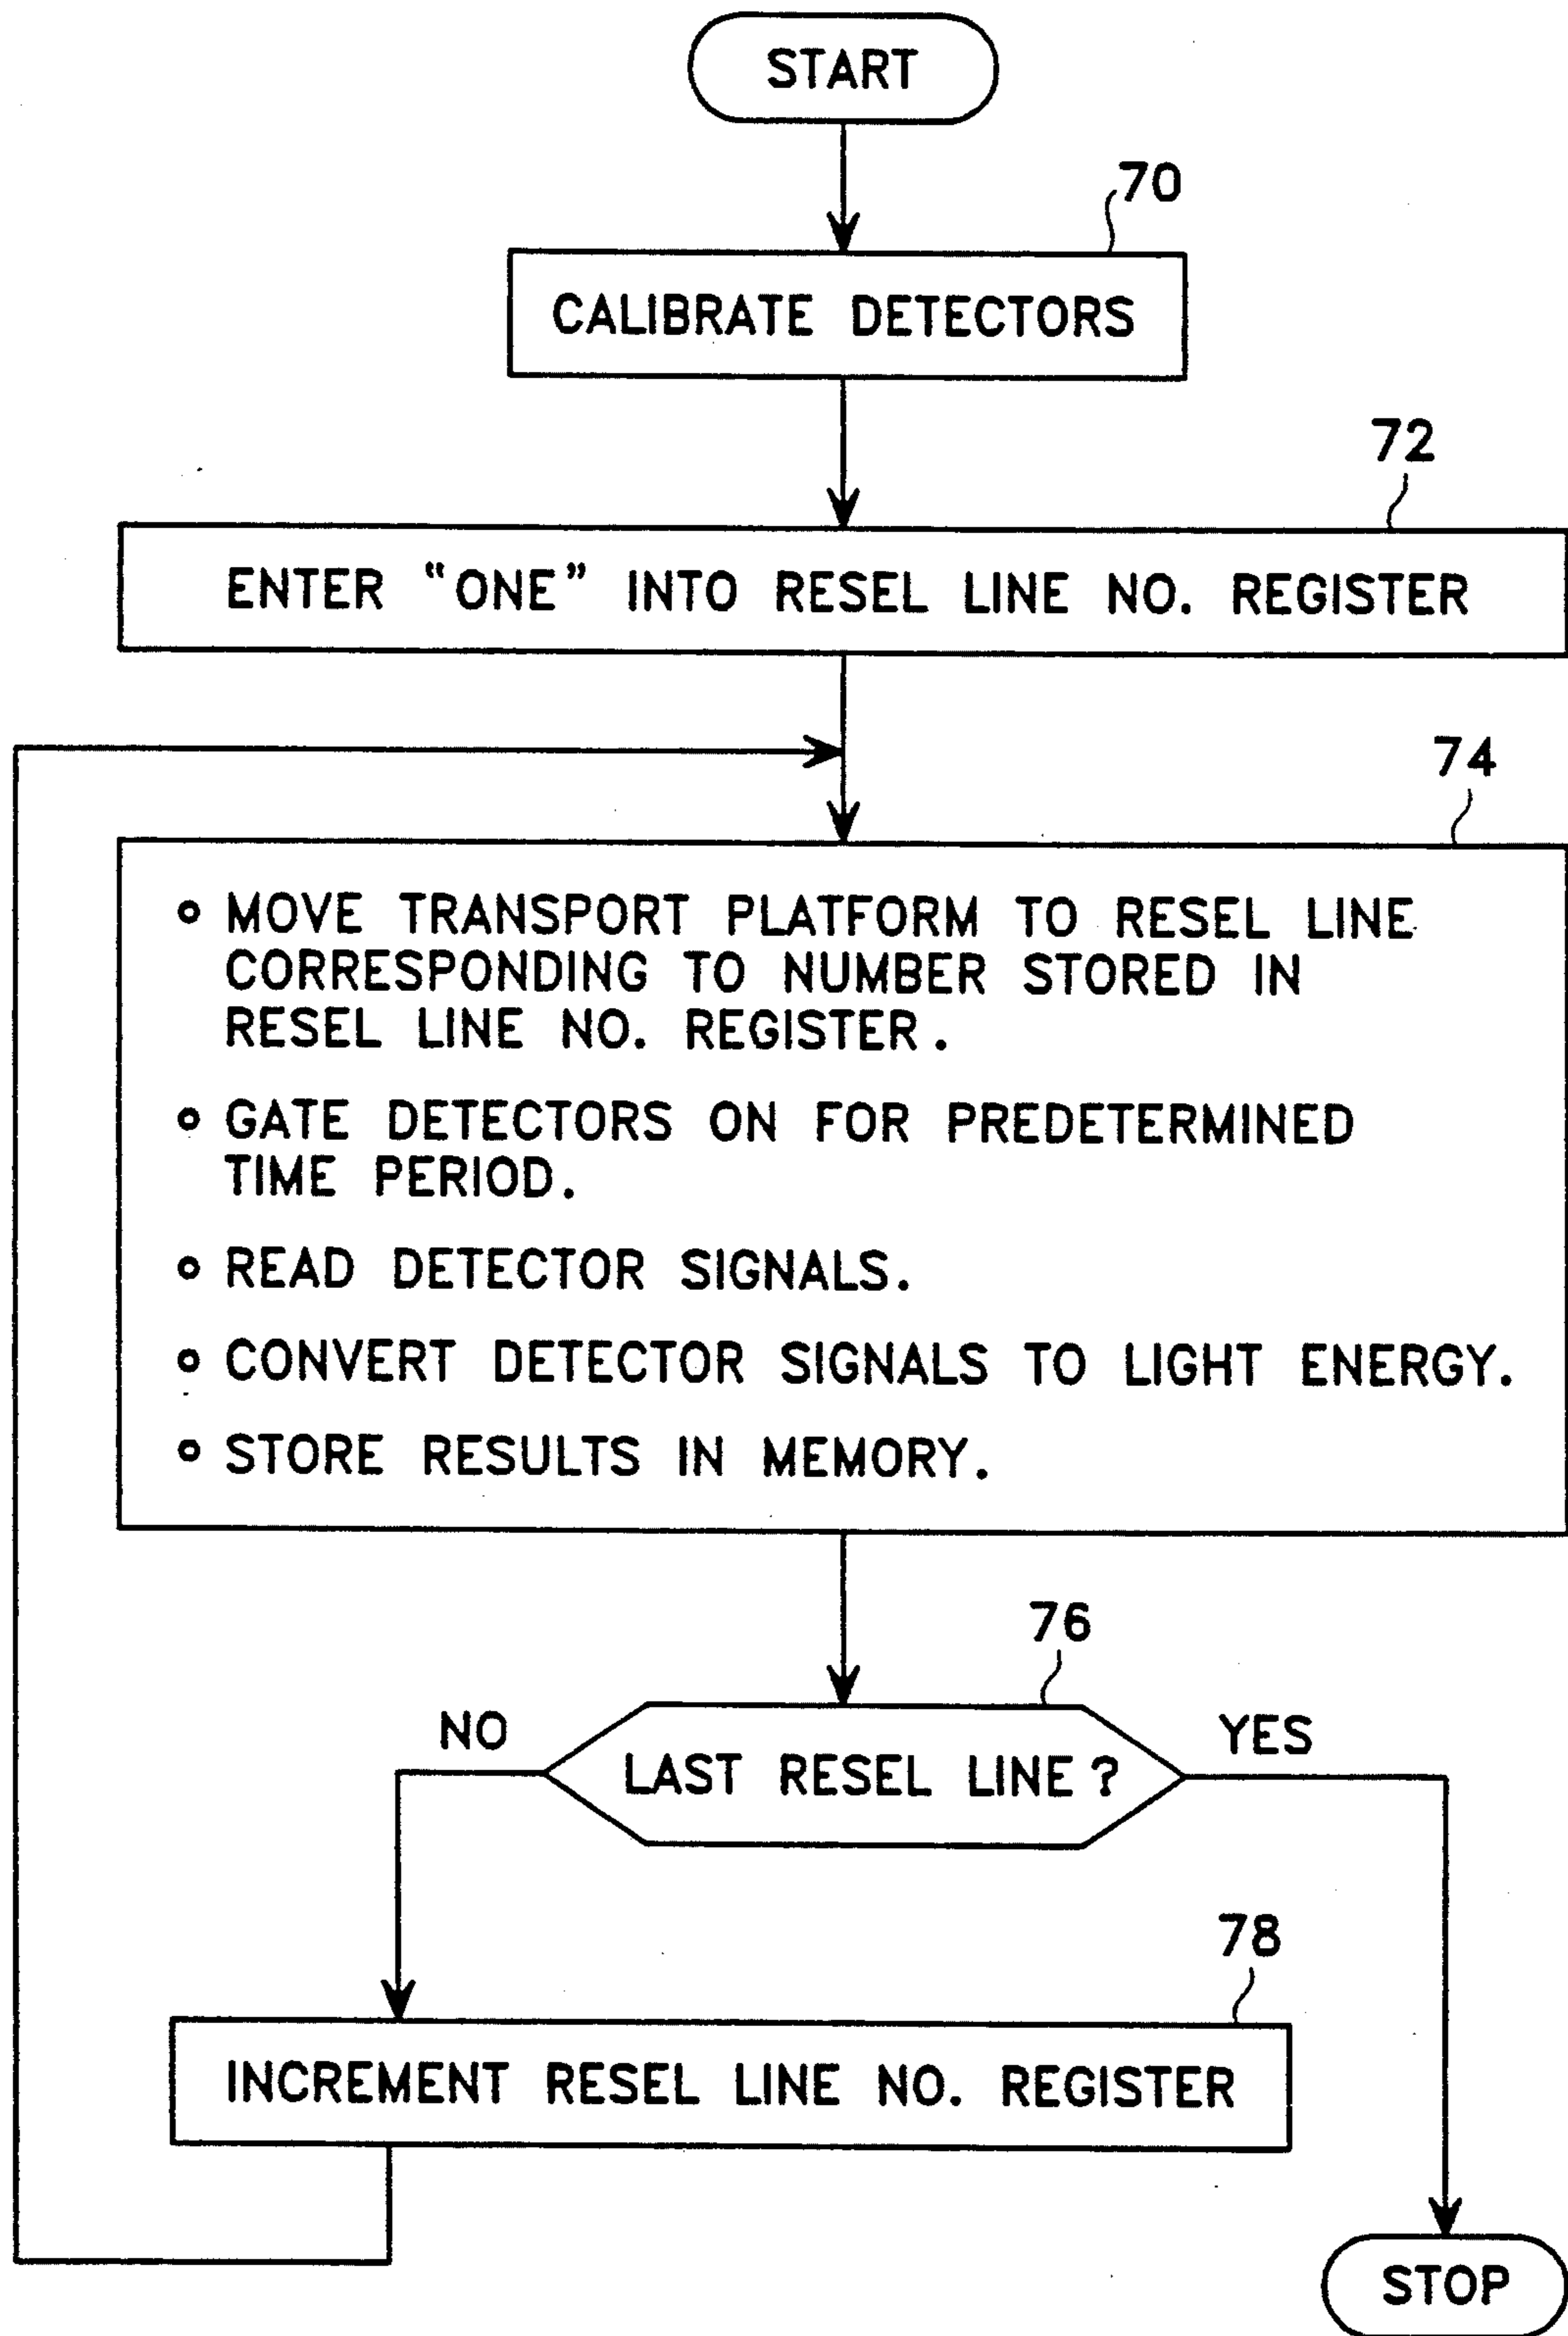 START
70
CALIBRATE DETECTORS
72
ENTER “ONE” INTO RESEL LINE NO. REGISTER
74
MOVE TRANSPORT PLATFORM TO RESEL LINE
CORRESPONDING TO NUMBER STORED IN
RESEL LINE NO. REGISTER.
GATE DETECTORS ON FOR PREDETERMINED
TIME PERIOD.
READ DETECTOR SIGNALS.
CONVERT DETECTOR SIGNALS TO LIGHT ENERGY.
STORE RESULTS IN MEMORY.
76
NO
YES
LAST RESEL LINE?
78
INCREMENT RESEL LINE NO. REGISTER
STOP